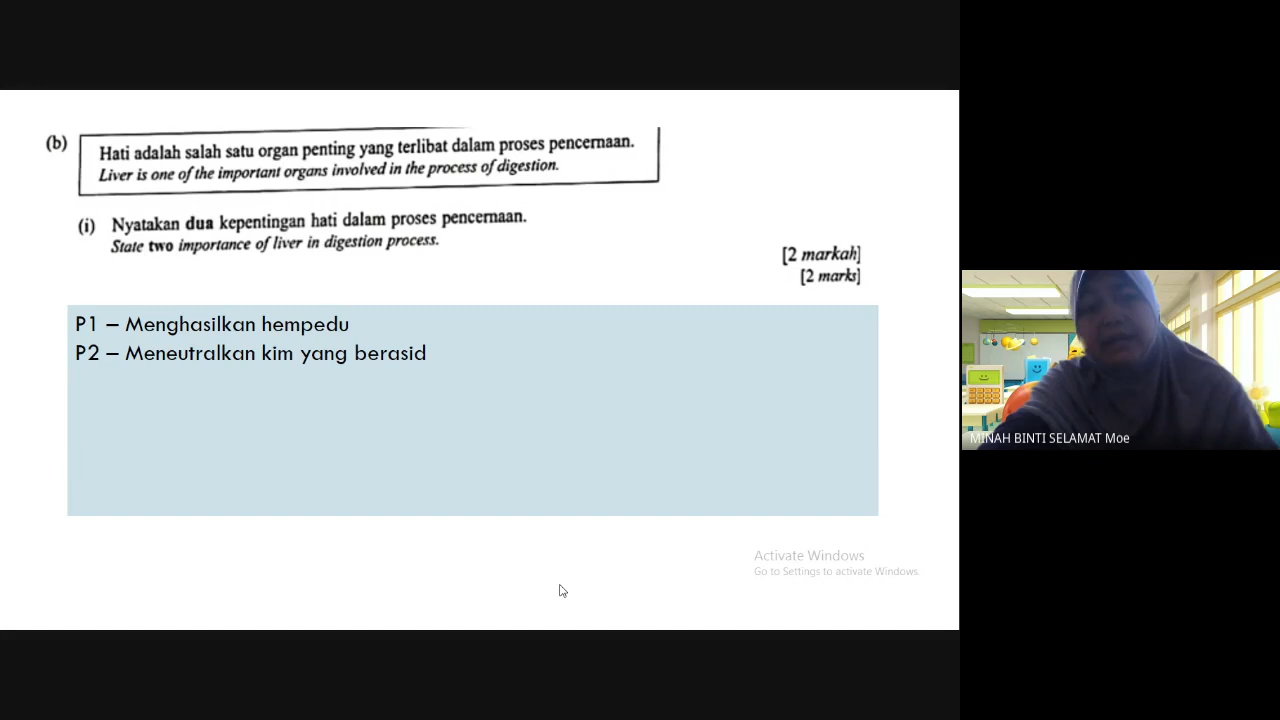 (b)
Hati adalah salah satu organ penting yang terlibat dalam proses pencernaan.
Liver is one of the important organs involved in the process of digestion.
(i) Nyatakan dua kepentingan hati dalam proses pencernaan.
State two importance of liver in digestion process.
[2 markah]
[2 marks]
P1 – Menghasilkan hempedu
P2 – Meneutralkan kim yang berasid
Activate Windows
Go to Settings to activate Windows.
MINAH BINTI SELAMAT Moe